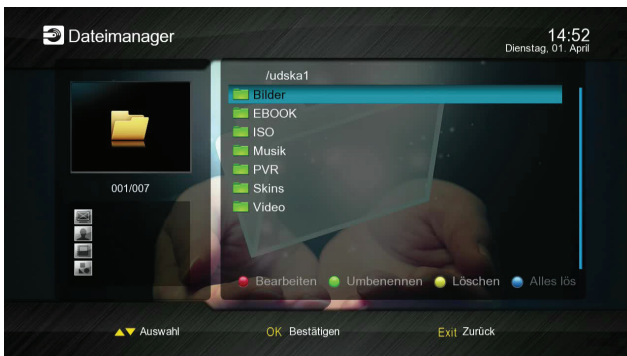 Dateimanager
14:52
Dienstag, 01. April
/udska1
Bilder
EBOOK
ISO
Musik
PVR
Skins
Video
001/007
Bearbeiten Umbenennen Löschen Alles lös
Auswahl OK Bestätigen Exit Zurück